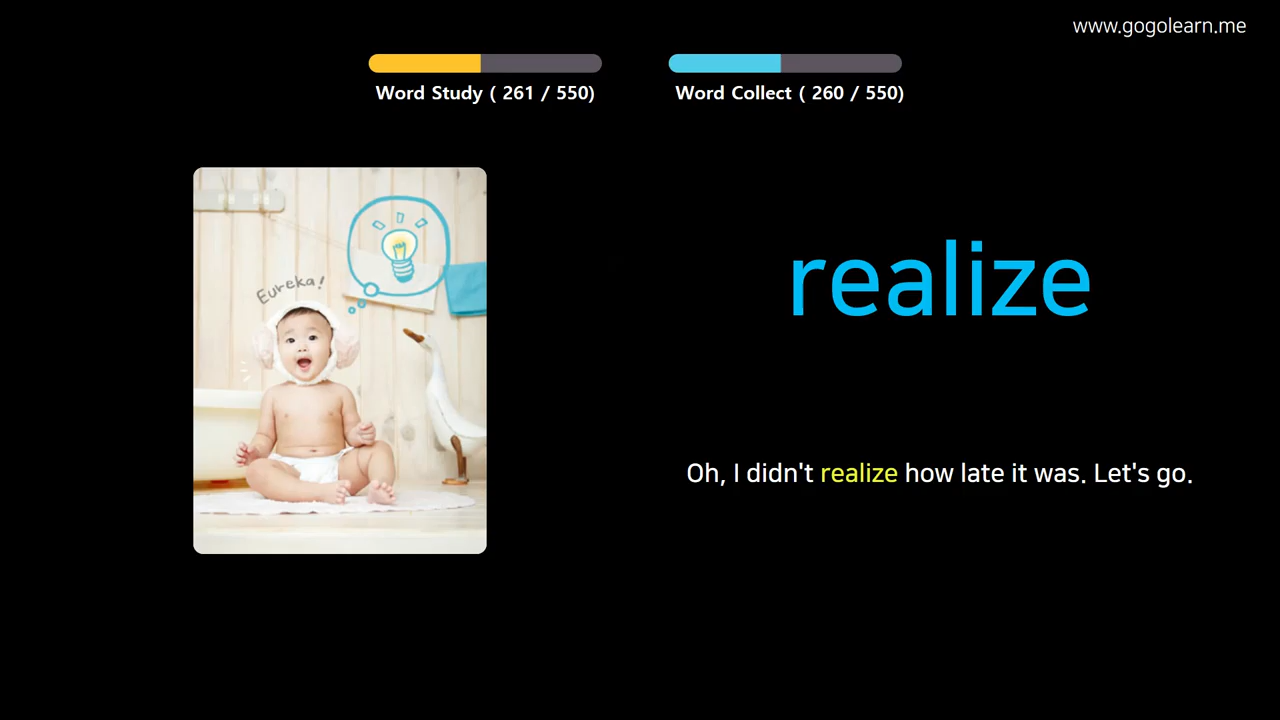 www.gogolearn.me
Word Study ( 261 / 550)
Word Collect ( 260 / 550)
Eureka!
realize
Oh, I didn't realize how late it was. Let's go.